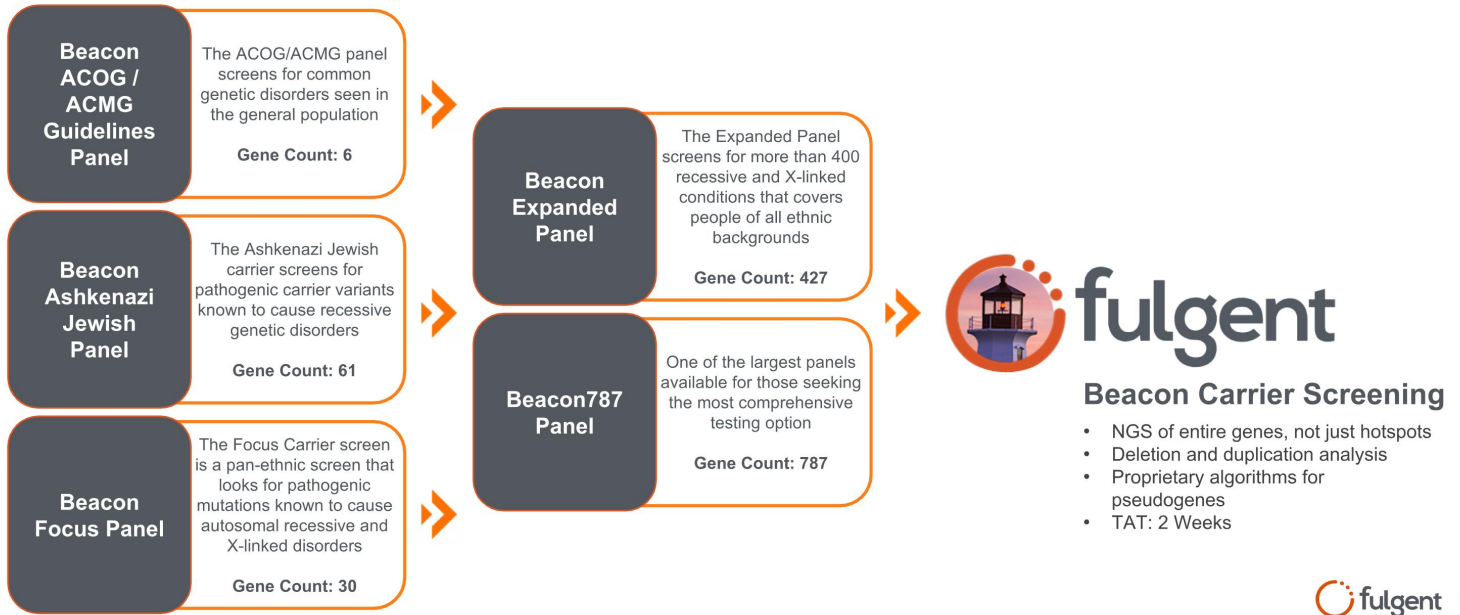 Beacon
ACOG /
ACMG
Guidelines
Panel
The ACOG/ACMG panel
screens for common
genetic disorders seen in
the general population
Gene Count: 6
Beacon
Ashkenazi
Jewish
Panel
The Ashkenazi Jewish
carrier screens for
pathogenic carrier variants
known to cause recessive
genetic disorders
Gene Count: 61
Beacon
Focus Panel
The Focus Carrier screen
is a pan-ethnic screen that
looks for pathogenic
mutations known to cause
autosomal recessive and
X-linked disorders
Gene Count: 30
Beacon
Expanded
Panel
The Expanded Panel
screens for more than 400
recessive and X-linked
conditions that covers
people of all ethnic
backgrounds
Gene Count: 427
Beacon787
Panel
One of the largest panels
available for those seeking
the most comprehensive
testing option
Gene Count: 787
fulgent
Beacon Carrier Screening
• NGS of entire genes, not just hotspots
• Deletion and duplication analysis
• Proprietary algorithms for
pseudogenes
• TAT: 2 Weeks
fulgent